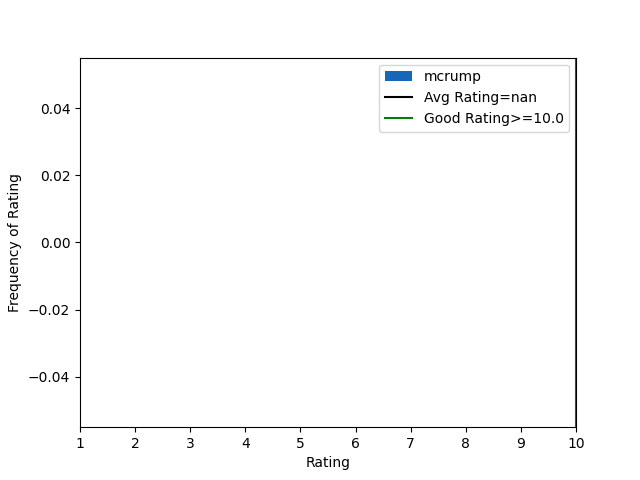 mcrump
Avg Rating=nan
Good Rating>=10.0
0.04
0.02
0.00
−0.02
−0.04
Frequency of Rating
1 2 3 4 5 6 7 8 9 10
Rating